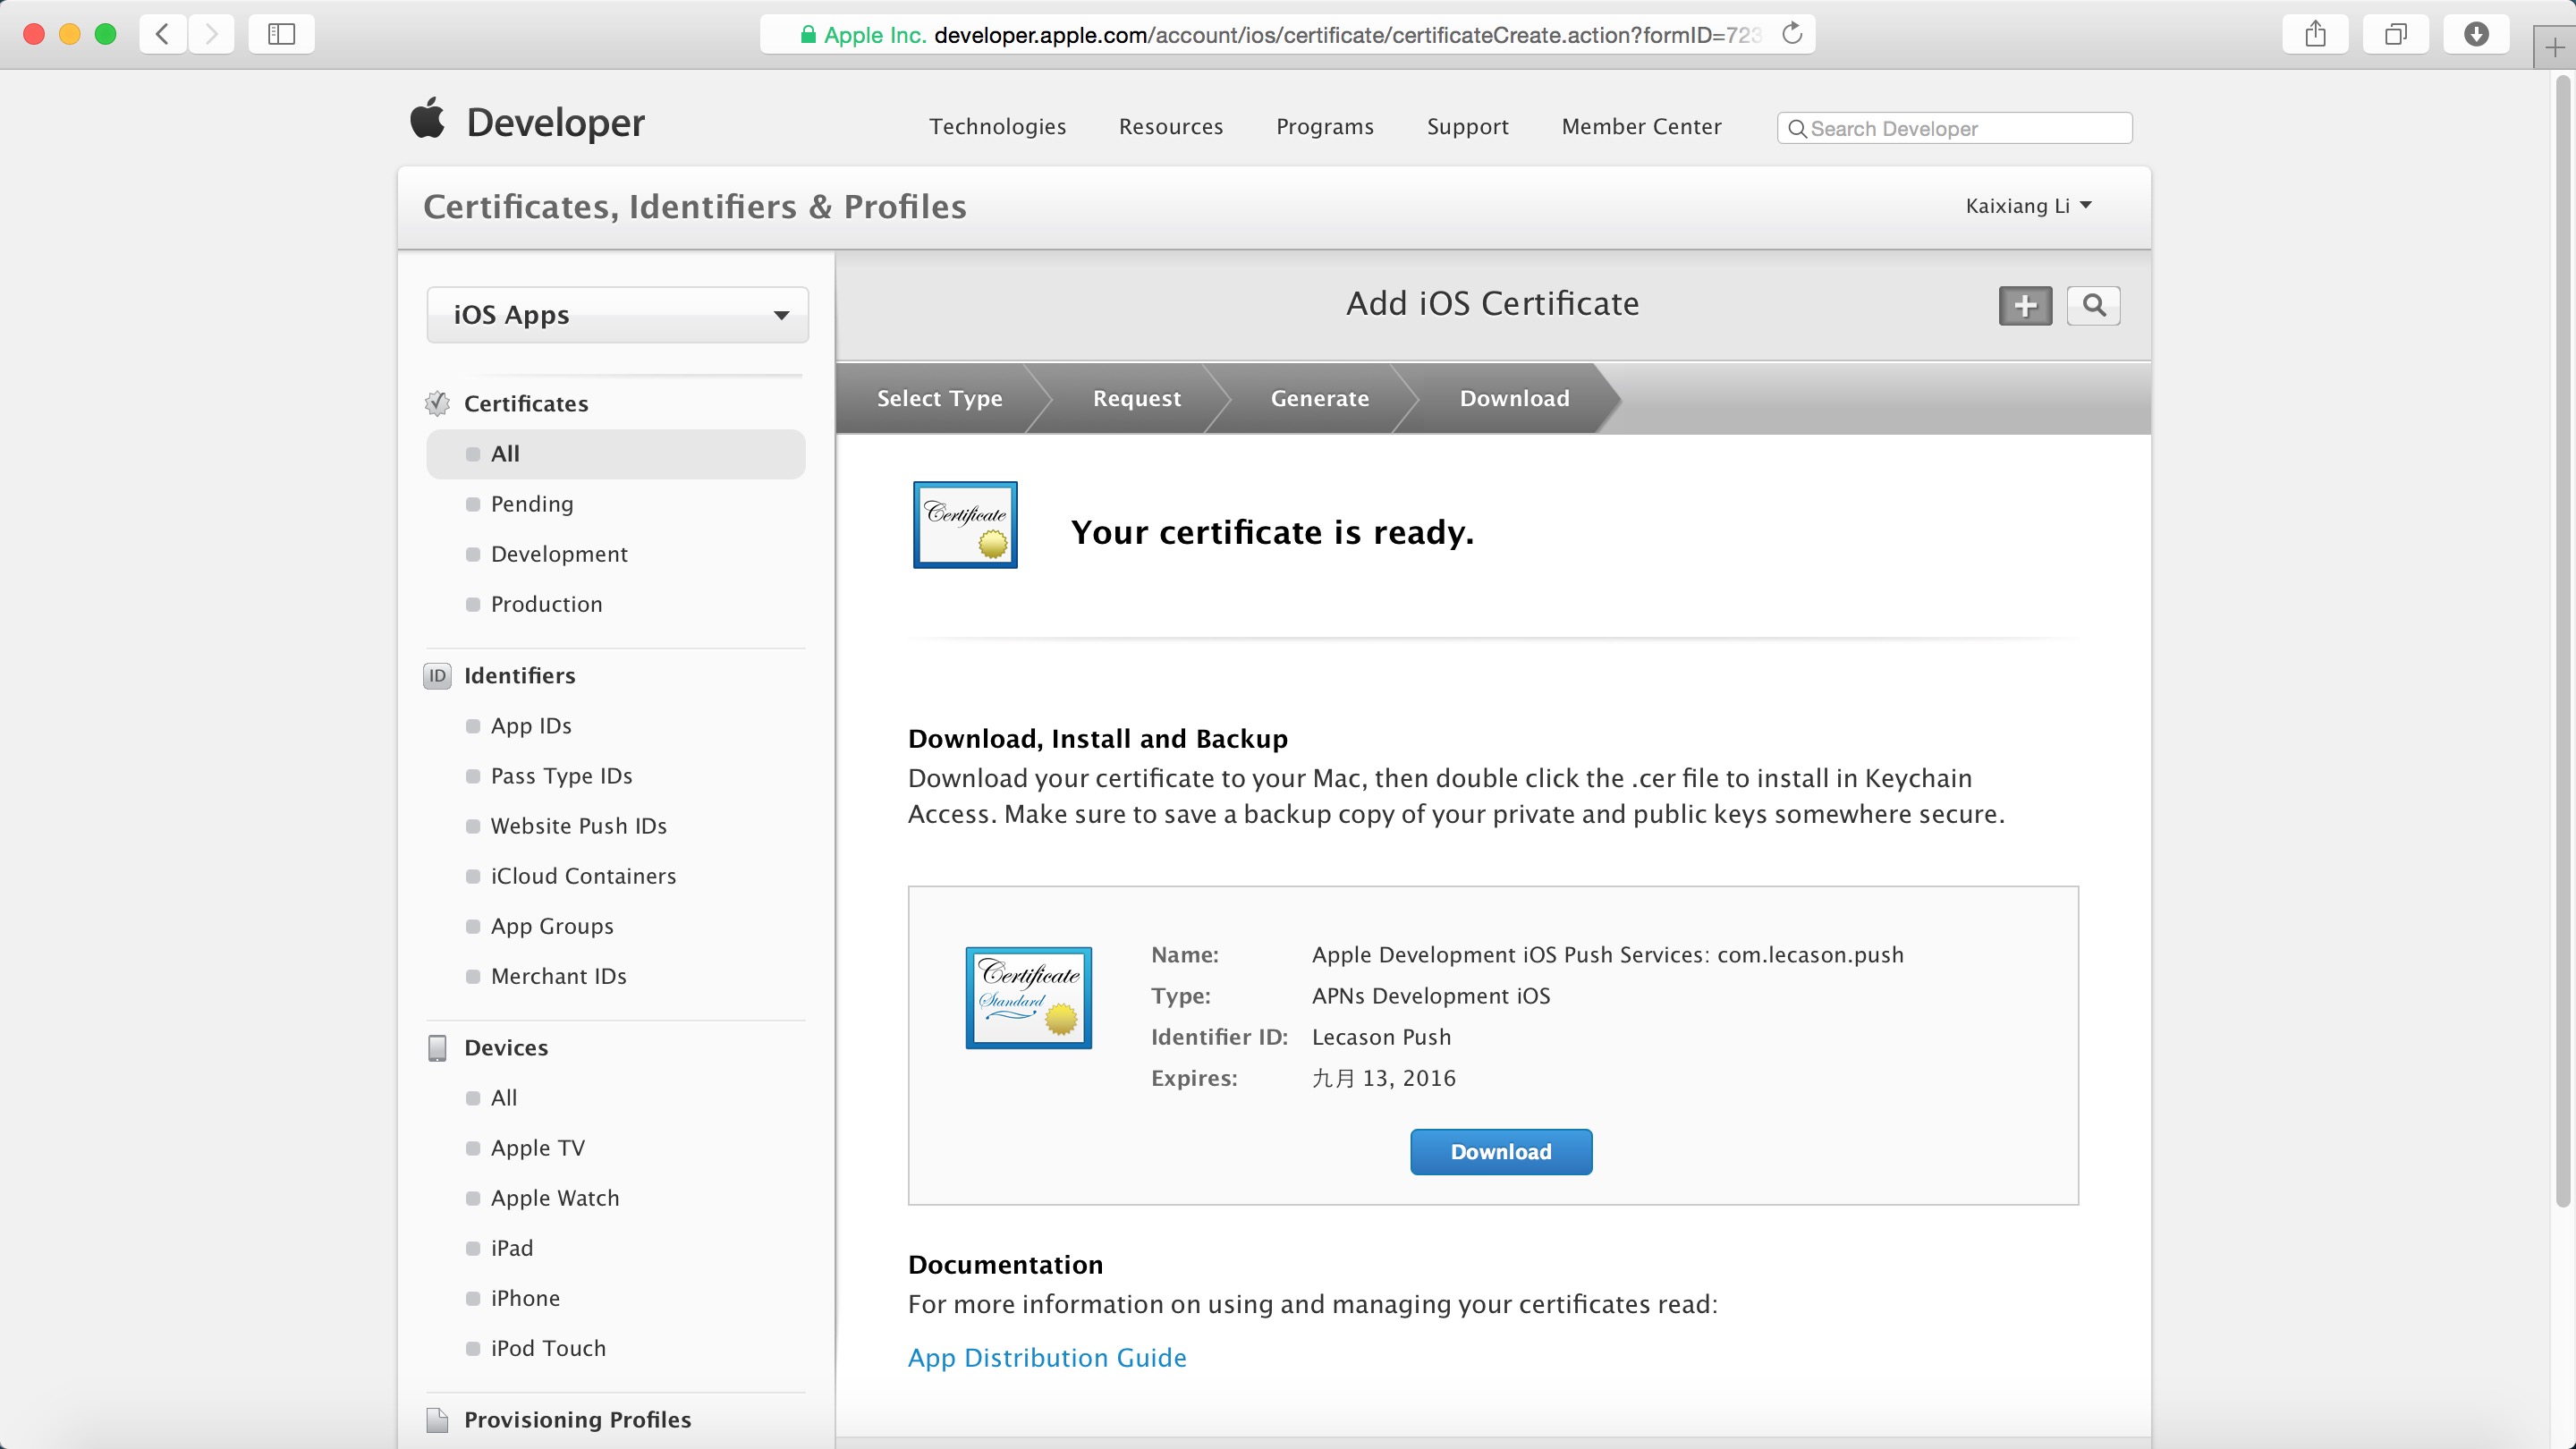 Apple Inc. developer.apple.com/account/ios/certificate/certificateCreate.action?formID=723
Developer
Technologies Resources Programs Support Member Center Search Developer
Certificates, Identifiers & Profiles
Kaixiang Li
iOS Apps
Certificates
All
Pending
Development
Production
ID Identifiers
App IDs
Pass Type IDs
Website Push IDs
iCloud Containers
App Groups
Merchant IDs
Devices
All
Apple TV
Apple Watch
iPad
iPhone
iPod Touch
Provisioning Profiles
Add iOS Certificate
Select Type Request Generate Download
Certificate
Your certificate is ready.
Download, Install and Backup
Download your certificate to your Mac, then double click the .cer file to install in Keychain
Access. Make sure to save a backup copy of your private and public keys somewhere secure.
Certificate
Standard
Name: Apple Development iOS Push Services: com.lecason.push
Type: APNs Development iOS
Identifier ID: Lecason Push
Expires: 九月 13, 2016
Download
Documentation
For more information on using and managing your certificates read:
App Distribution Guide